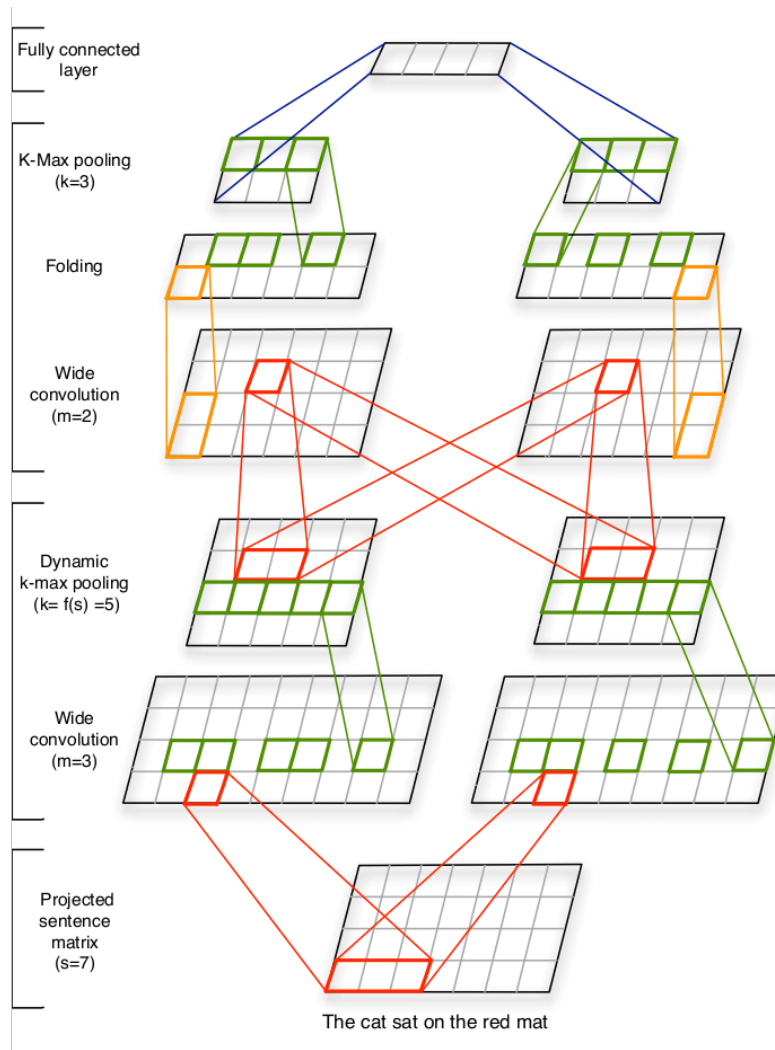 Fully connected
layer
K-Max pooling
(k=3)
Folding
Wide
convolution
(m=2)
Dynamic
k-max pooling
(k= f(s) =5)
Wide
convolution
(m=3)
Projected
sentence
matrix
(s=7)
The cat sat on the red mat